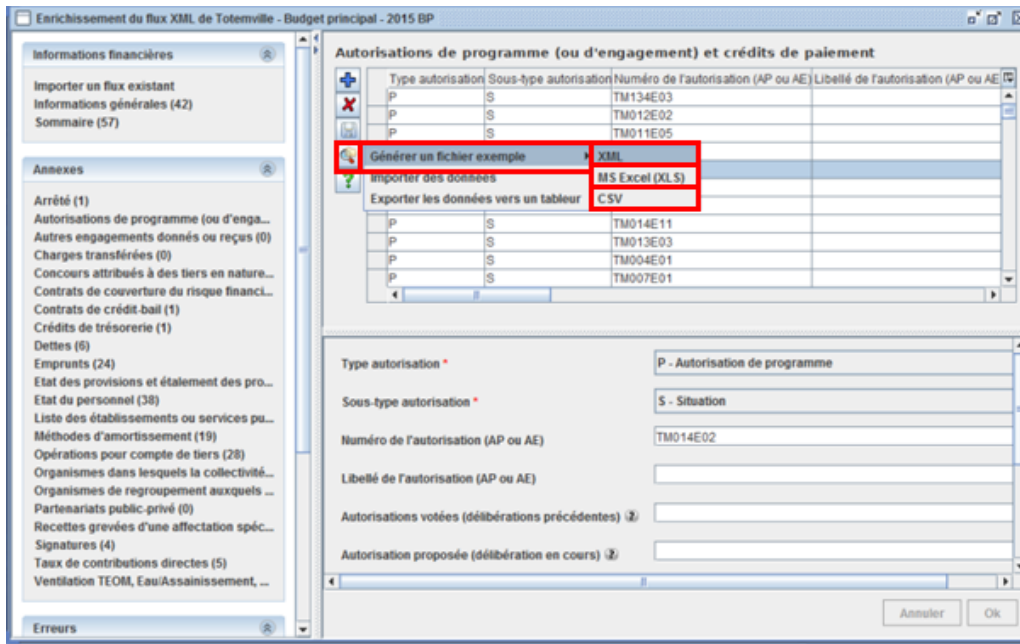 Enrichissement du flux XML de Totemville - Budget principal - 2015 BP
Informations financières
Importer un flux existant
Informations générales (42)
Sommaire (57)
Annexes
Arrêté (1)
Autorisations de programme (ou d'enga...
Autres engagements donnés ou reçus (0)
Charges transférées (0)
Concours attribués à des tiers en nature...
Contrats de couverture du risque financi...
Contrats de crédit-bail (1)
Crédits de trésorerie (1)
Dettes (6)
Emprunts (24)
Etat des provisions et étalement des pro...
Etat du personnel (38)
Liste des établissements ou services pu...
Méthodes d'amortissement (19)
Opérations pour compte de tiers (28)
Organismes dans lesquels la collectivité...
Organismes de regroupement auxquels ...
Partenariats public-privé (0)
Recettes grevées d'une affectation spéc...
Signatures (4)
Taux de contributions directes (5)
Ventilation TEOM, Eau/Assainissement, ...
Erreurs
Autorisations de programme (ou d'engagement) et crédits de paiement
Type autorisation Sous-type autorisation Numéro de l'autorisation (AP ou AE) Libellé de l'autorisation (AP ou AE
P S TM134E03
P S TM012E02
P S TM011E05
Générer un fichier exemple XML
Importer des données MS Excel (XLS)
Exporter les données vers un tableur CSV
P S TM014E11
P S TM013E03
P S TM004E01
P S TM007E01
Type autorisation * P - Autorisation de programme
Sous-type autorisation * S - Situation
Numéro de l'autorisation (AP ou AE) TM014E02
Libellé de l'autorisation (AP ou AE)
Autorisations votées (délibérations précédentes) ?
Autorisation proposée (délibération en cours) ?
Annuler Ok